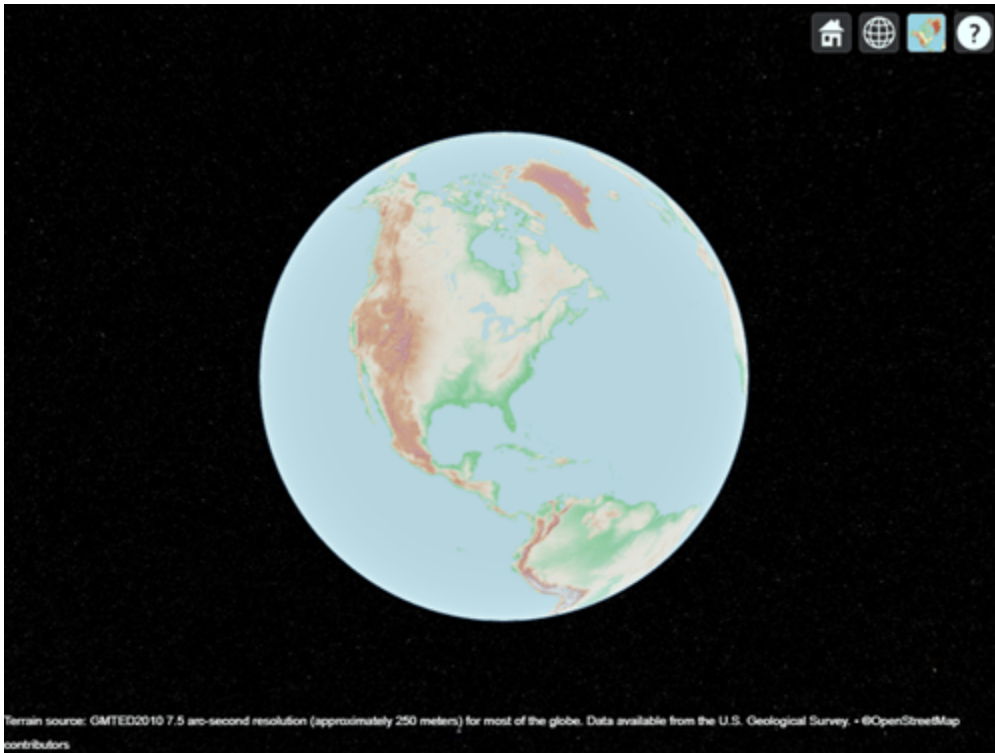 ?
Terrain source: GMTED2010 7.5 arc-second resolution (approximately 250 meters) for most of the globe. Data available from the U.S. Geological Survey. • ©OpenStreetMap
contributors